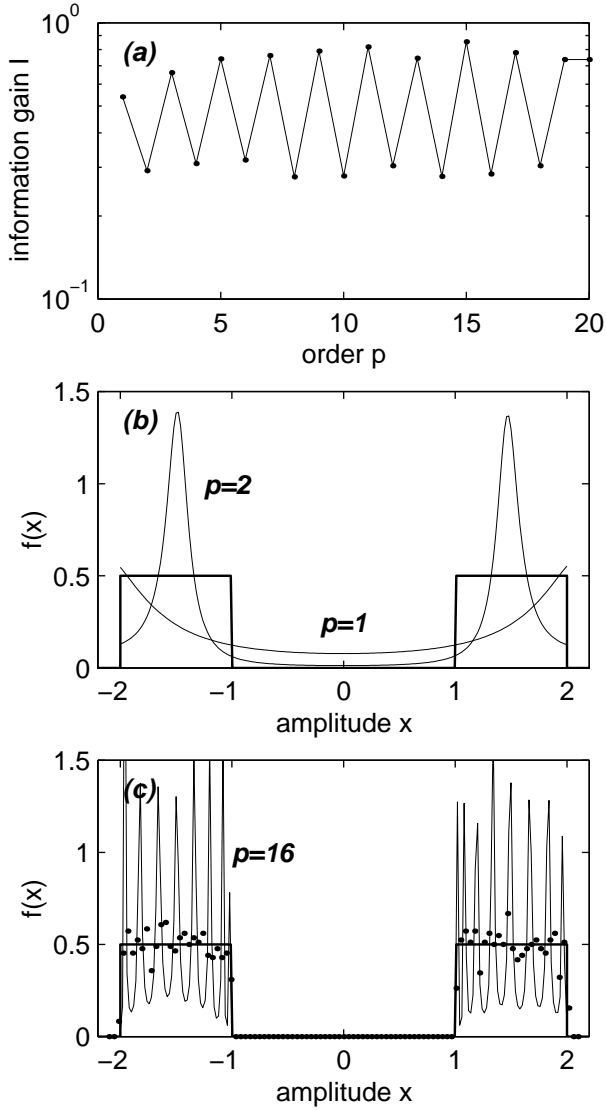 10^0
(a)
information gain I
10^-1
0 5 10 15 20
order p
1.5
(b)
1
p=2
f(x)
0.5
p=1
0
−2 −1 0 1 2
amplitude x
1.5
(c)
1
p=16
f(x)
0.5
0
−2 −1 0 1 2
amplitude x